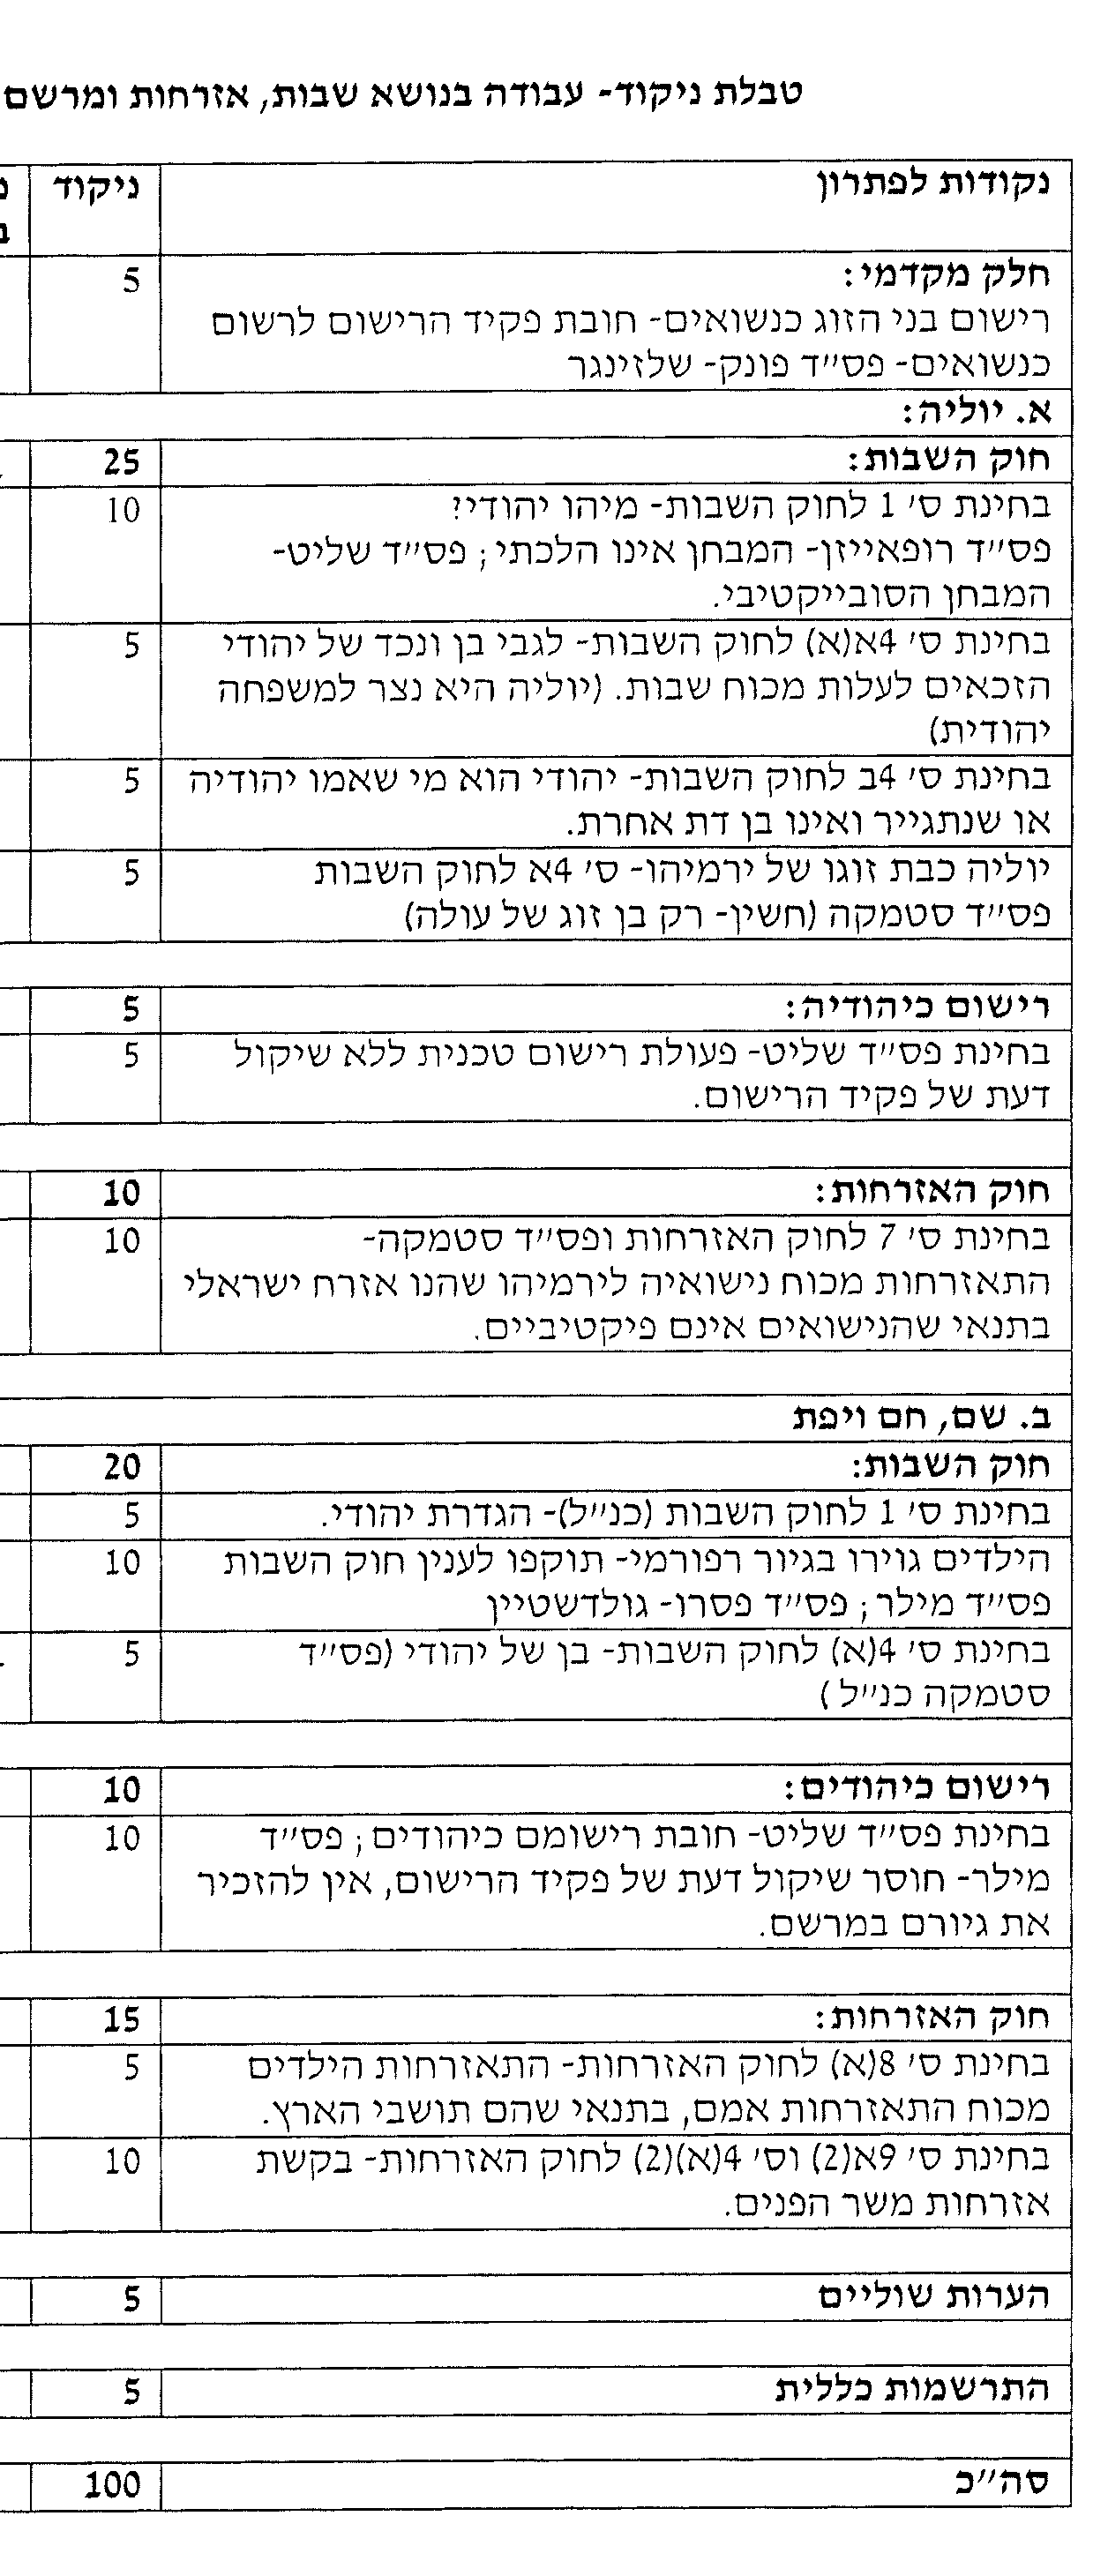 טבלת ניקוד- עבודה בנושא שבות, אזרחות ומרשם
נקודות לפתרון ניקוד
חלק מקדמי: 5
רישום בני הזוג כנשואים- חובת פקיד הרישום לרשום
כנשואים- פס״ד פונק- שלזינגר
א. יוליה:
חוק השבות: 25
בחינת ס׳ 1 לחוק השבות- מיהו יהודי? 10
פס״ד רופאייזן- המבחן אינו הלכתי; פס״ד שליט-
המבחן הסובייקטיבי.
בחינת ס׳ 4א(א) לחוק השבות- לגבי בן ונכד של יהודי 5
הזכאים לעלות מכוח שבות. (יוליה היא נצר למשפחה
יהודית)
בחינת ס׳ 4ב לחוק השבות- יהודי הוא מי שאמו יהודיה 5
או שנתגייר ואינו בן דת אחרת.
יוליה כבת זוגו של ירמיהו- ס׳ 4א לחוק השבות 5
פס״ד סטמקה (חשין- רק בן זוג של עולה)
רישום כיהודיה: 5
בחינת פס״ד שליט- פעולת רישום טכנית ללא שיקול 5
דעת של פקיד הרישום.
חוק האזרחות: 10
בחינת ס׳ 7 לחוק האזרחות ופס״ד סטמקה- 10
התאזרחות מכוח נישואיה לירמיהו שהנו אזרח ישראלי
בתנאי שהנישואים אינם פיקטיביים.
ב. שם, חם ויפת
חוק השבות: 20
בחינת ס׳ 1 לחוק השבות (כנ״ל)- הגדרת יהודי. 5
הילדים גוירו בגיור רפורמי- תוקפו לענין חוק השבות 10
פס״ד מילר; פס״ד פסרו- גולדשטיין
בחינת ס׳ 4(א) לחוק השבות- בן של יהודי (פס״ד 5
סטמקה כנ״ל )
רישום כיהודים: 10
בחינת פס״ד שליט- חובת רישומם כיהודים; פס״ד 10
מילר- חוסר שיקול דעת של פקיד הרישום, אין להזכיר
את גיורם במרשם.
חוק האזרחות: 15
בחינת ס׳ 8(א) לחוק האזרחות- התאזרחות הילדים 5
מכוח התאזרחות אמם, בתנאי שהם תושבי הארץ.
בחינת ס׳ 9א(2) וס׳ 4(א)(2) לחוק האזרחות- בקשת 10
אזרחות משר הפנים.
הערות שוליים 5
התרשמות כללית 5
סה״כ 100